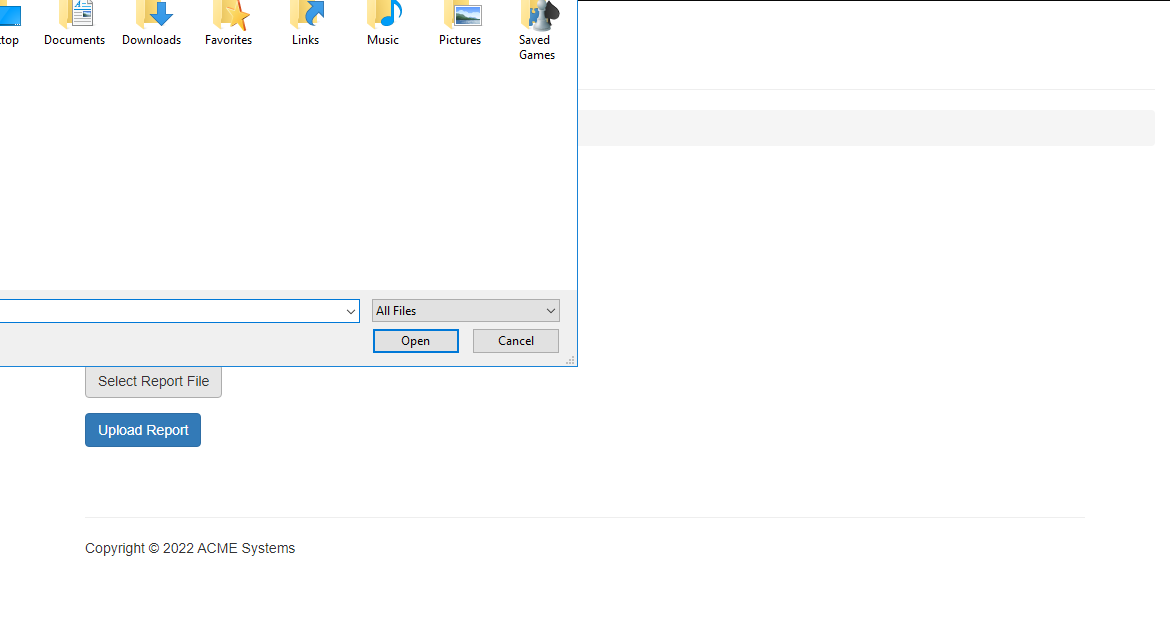 top Documents Downloads Favorites Links Music Pictures Saved
Games
All Files
Open Cancel
Select Report File
Upload Report
Copyright © 2022 ACME Systems